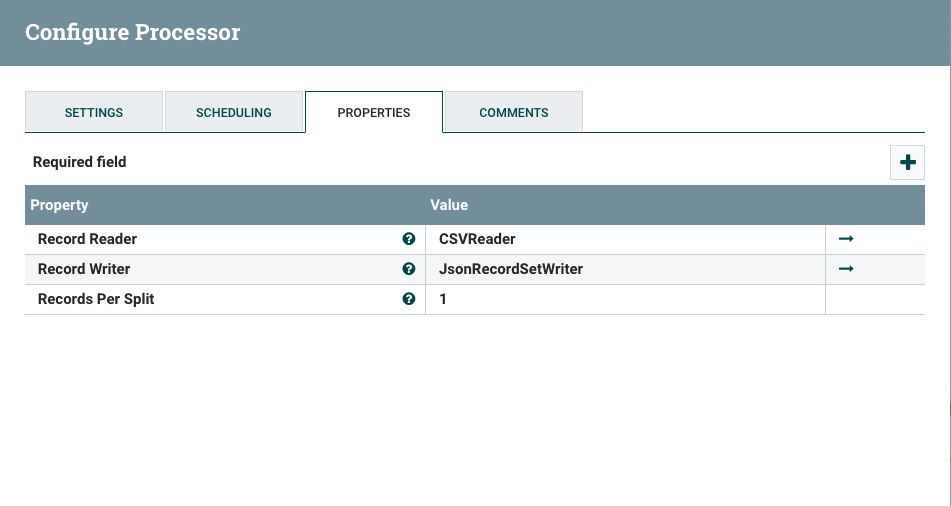 Configure Processor
SETTINGS SCHEDULING PROPERTIES COMMENTS
Required field
Property Value
Record Reader CSVReader
Record Writer JsonRecordSetWriter
Records Per Split 1